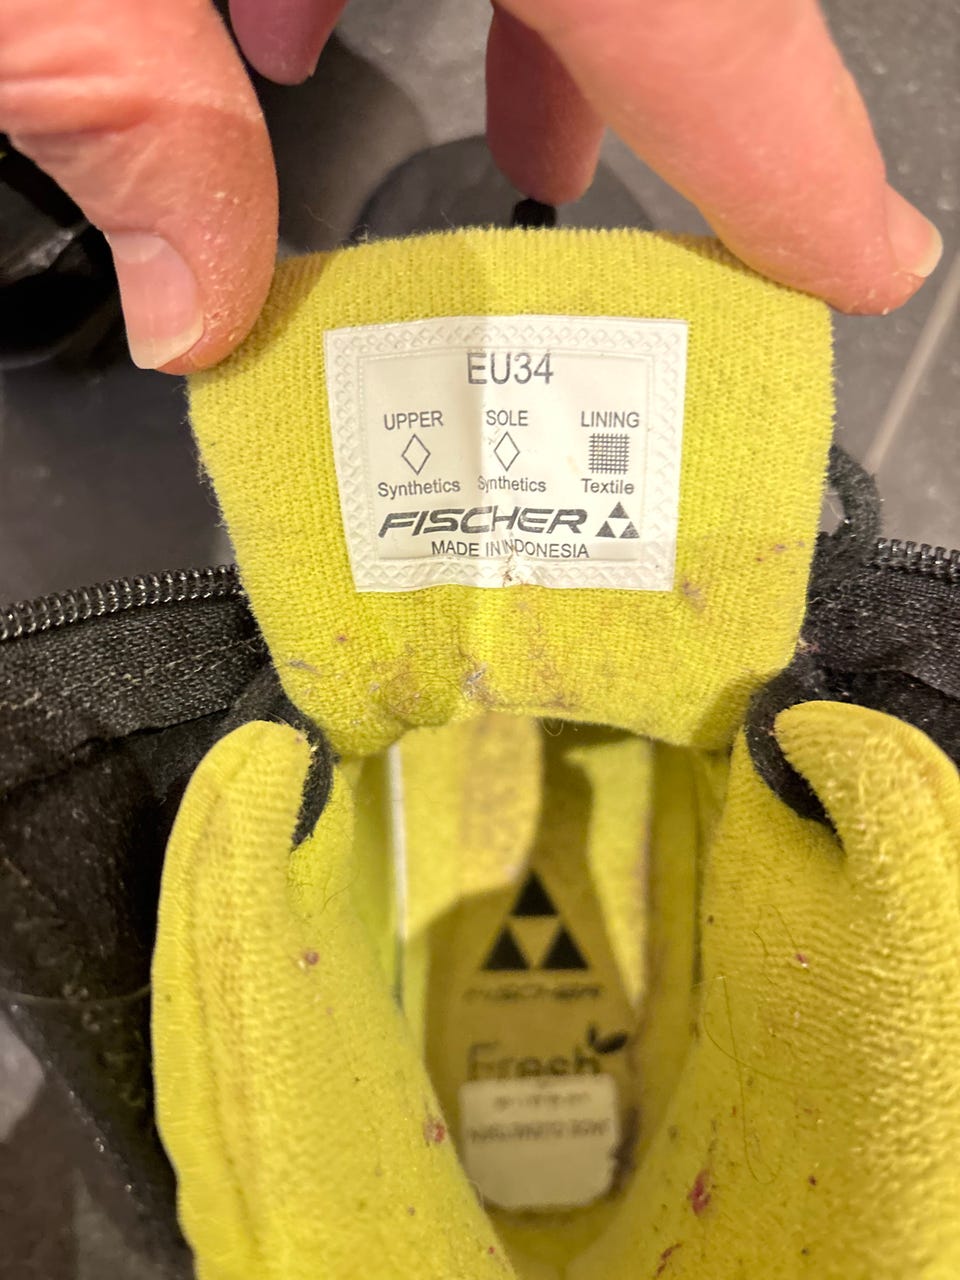 EU34
UPPER SOLE LINING
Synthetics Synthetics Textile
FISCHER
MADE IN INDONESIA
FISCHER
Fresh